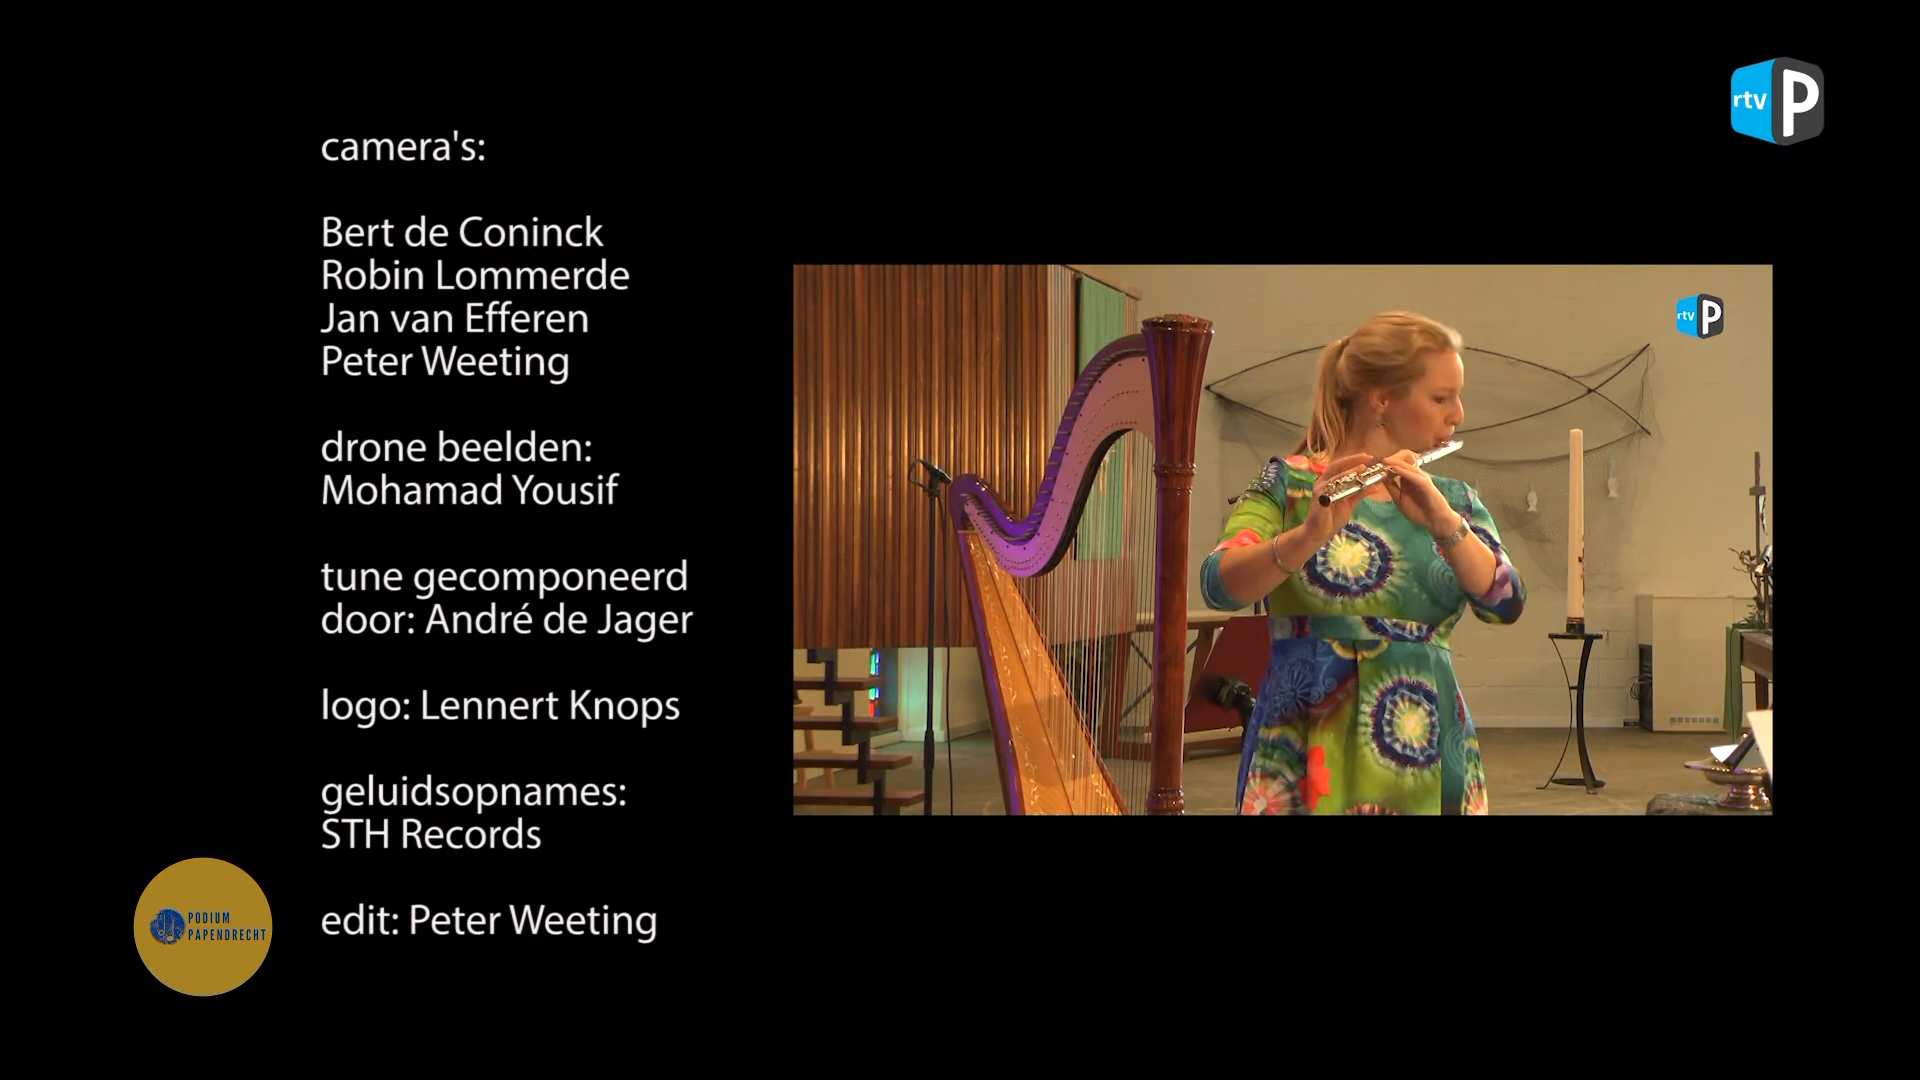 rtv P
camera's:
Bert de Coninck
Robin Lommerde
Jan van Efferen
Peter Weeting
drone beelden:
Mohamad Yousif
tune gecomponeerd
door: André de Jager
logo: Lennert Knops
geluidsopnames:
STH Records
edit: Peter Weeting
rtv P
PODIUM
PAPENDRECHT